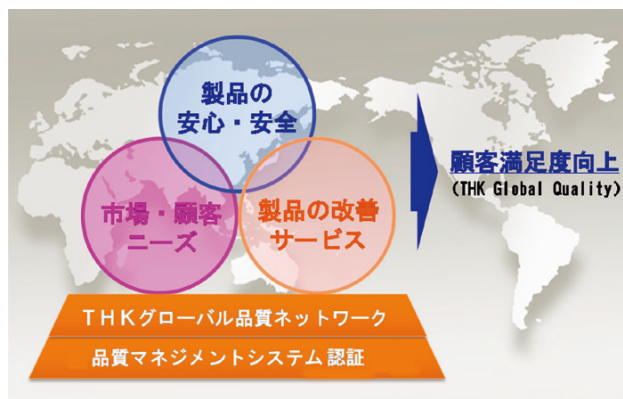 製品の
安心・安全
市場・顧客
ニーズ
製品の改善
サービス
顧客満足度向上
(THK Global Quality)
THKグローバル品質ネットワーク
品質マネジメントシステム認証